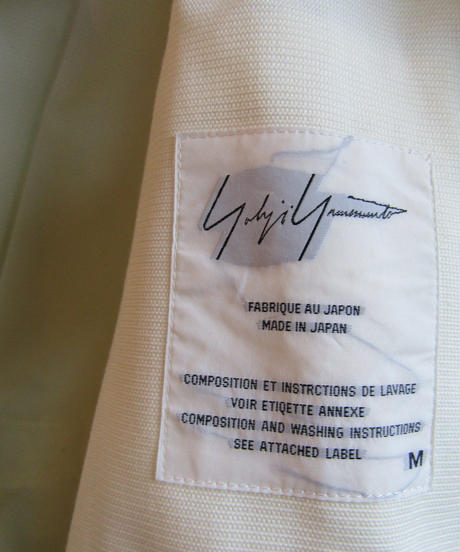 Yohji Yamamoto
FABRIQUE AU JAPON
MADE IN JAPAN
COMPOSITION ET INSTRCTIONS DE LAVAGE
VOIR ETIQETTE ANNEXE
COMPOSITION AND WASHING INSTRUCTIONS
SEE ATTACHED LABEL
M